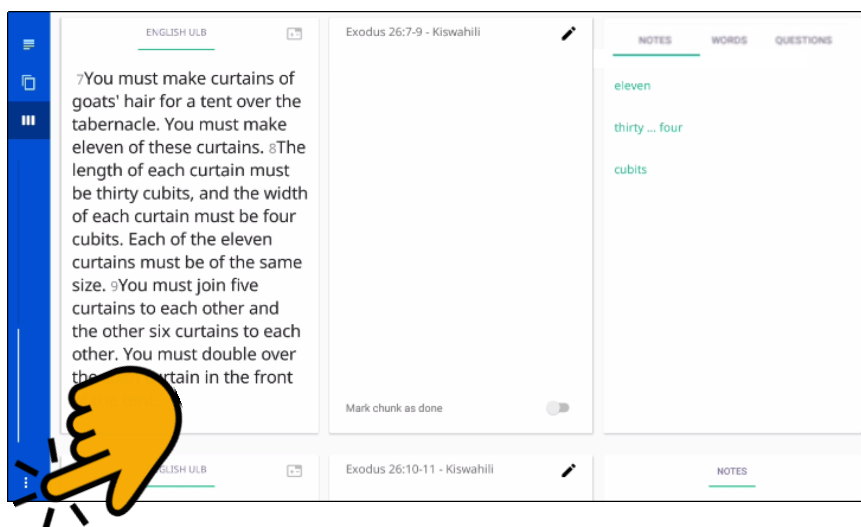 ENGLISH ULB
7You must make curtains of
goats' hair for a tent over the
tabernacle. You must make
eleven of these curtains. 8The
length of each curtain must
be thirty cubits, and the width
of each curtain must be four
cubits. Each of the eleven
curtains must be of the same
size. 9You must join five
curtains to each other and
the other six curtains to each
other. You must double over
in the front
Exodus 26:7-9 - Kiswahili
Mark chunk as done
NOTES WORDS QUESTIONS
eleven
thirty ... four
cubits
ULB
Exodus 26:10-11 - Kiswahili
NOTES